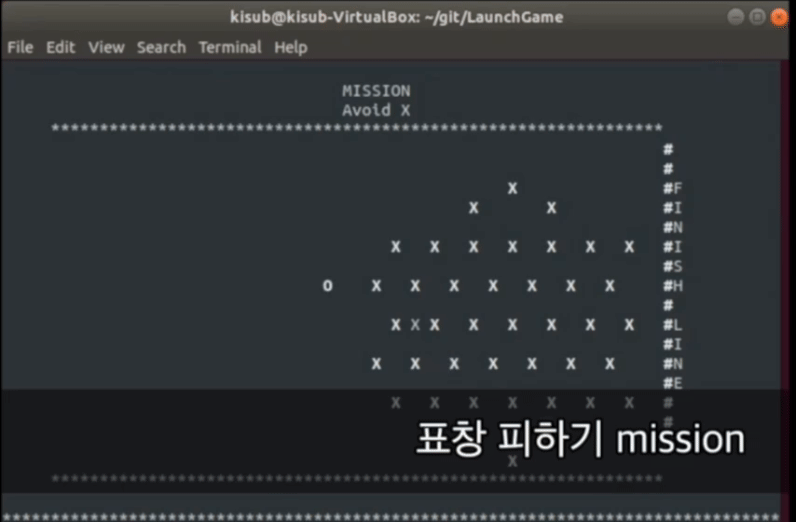 kisub@kisub-VirtualBox: ~/git/LaunchGame
File Edit View Search Terminal Help
MISSION
Avoid X
***************************************************************
#
#
X #F
X X #I
#N
X X X X X X X #I
#S
O X X X X X X X #H
#
X X X X X X X X #L
#I
X X X X X X X #N
#E
X X X X X X X #
#
표창 피하기 mission
X
***************************************************************
********************************************************************************